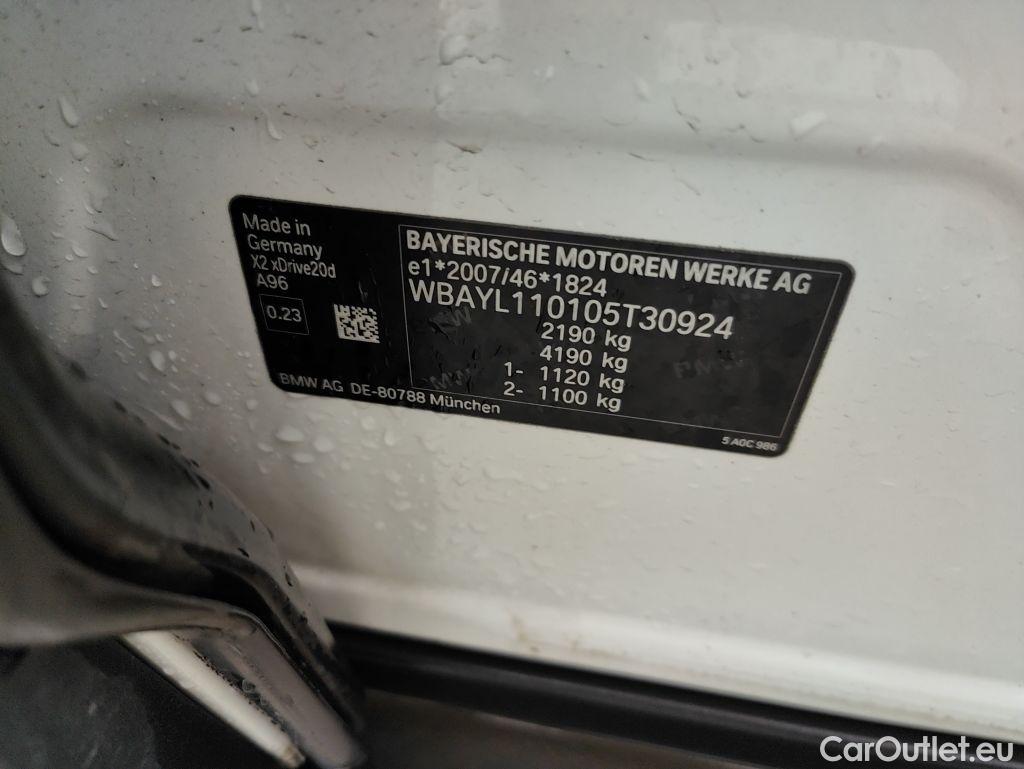 Made in
Germany
X2 xDrive20d
A96
0.23
BAYERISCHE MOTOREN WERKE AG
e1*2007/46*1824
WBAYL110105T30924
2190 kg
4190 kg
1- 1120 kg
2- 1100 kg
BMW AG DE-80788 München
5 A0C 986
CarOutlet.eu